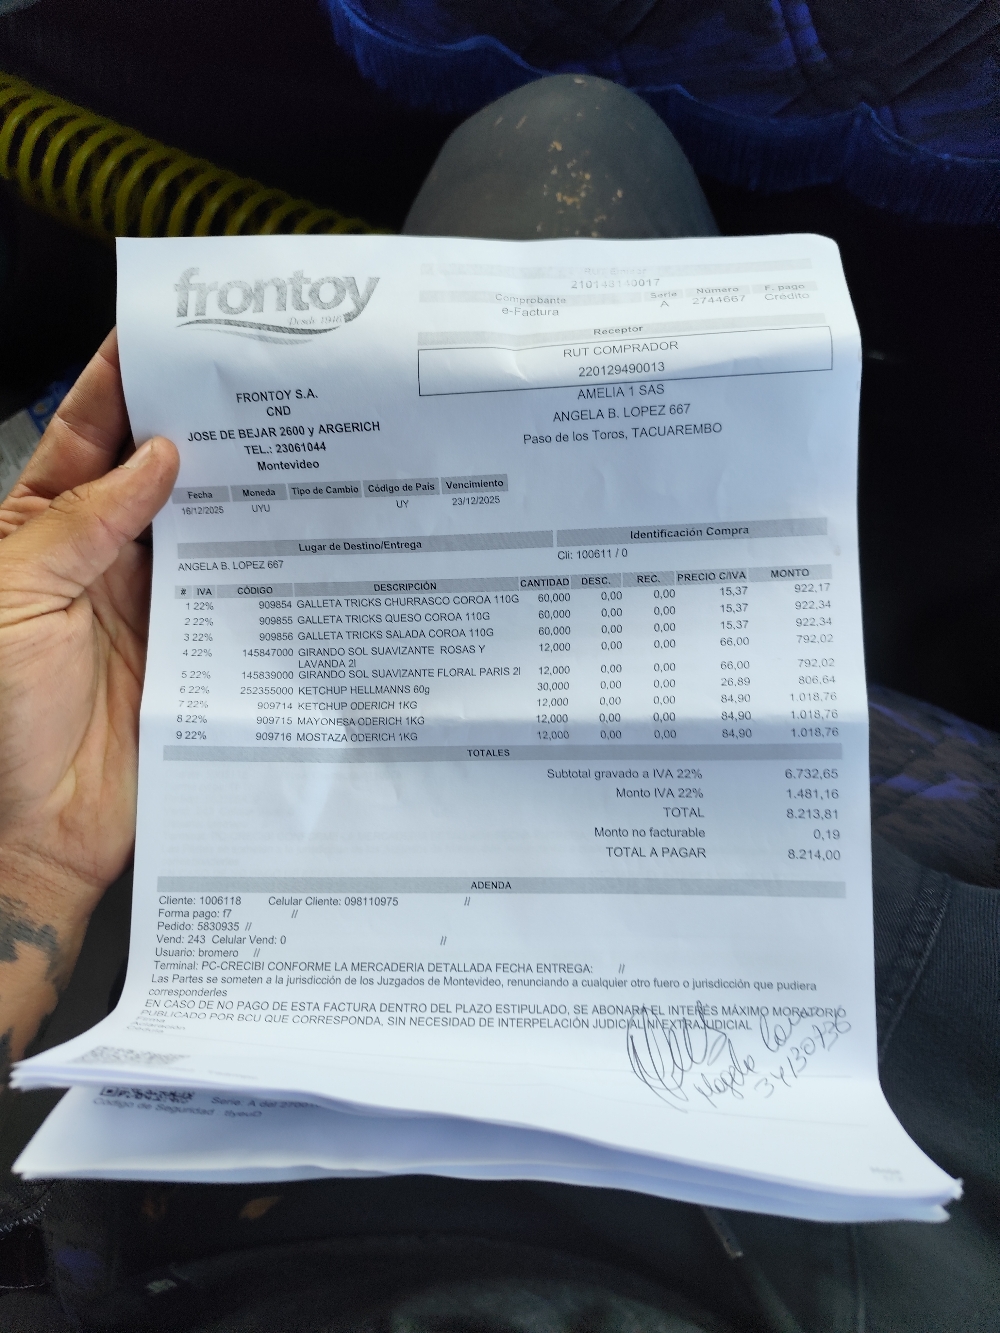 frontoy
Desde 1946
RUT Emisor
Comprobante Serie Número F. pago
e-Factura A 2744667 Crédito
Receptor
RUT COMPRADOR
220129490013
FRONTOY S.A.
CND
JOSE DE BEJAR 2600 y ARGERICH
TEL.: 23061044
Montevideo
AMELIA 1 SAS
ANGELA B. LOPEZ 667
Paso de los Toros, TACUAREMBO
Fecha Moneda Tipo de Cambio Código de País Vencimiento
16/12/2025 UYU UY 23/12/2025
Lugar de Destino/Entrega Identificación Compra
ANGELA B. LOPEZ 667 Cli: 100611 / 0
# IVA CÓDIGO DESCRIPCIÓN CANTIDAD DESC. REC. PRECIO C/IVA MONTO
1 22% 909854 GALLETA TRICKS CHURRASCO COROA 110G 60,000 0,00 0,00 15,37 922,17
2 22% 909855 GALLETA TRICKS QUESO COROA 110G 60,000 0,00 0,00 15,37 922,34
3 22% 909856 GALLETA TRICKS SALADA COROA 110G 60,000 0,00 0,00 15,37 922,34
4 22% 145847000 GIRANDO SOL SUAVIZANTE ROSAS Y 12,000 0,00 0,00 66,00 792,02
LAVANDA 2l
5 22% 145839000 GIRANDO SOL SUAVIZANTE FLORAL PARIS 2l 12,000 0,00 0,00 66,00 792,02
6 22% 252355000 KETCHUP HELLMANNS 60g 30,000 0,00 0,00 26,89 806,64
7 22% 909714 KETCHUP ODERICH 1KG 12,000 0,00 0,00 84,90 1.018,76
8 22% 909715 MAYONESA ODERICH 1KG 12,000 0,00 0,00 84,90 1.018,76
9 22% 909716 MOSTAZA ODERICH 1KG 12,000 0,00 0,00 84,90 1.018,76
TOTALES
Subtotal gravado a IVA 22% 6.732,65
Monto IVA 22% 1.481,16
TOTAL 8.213,81
Monto no facturable 0,19
TOTAL A PAGAR 8.214,00
ADENDA
Cliente: 1006118 Celular Cliente: 098110975 //
Forma pago: f7 //
Pedido: 5830935 //
Vend: 243 Celular Vend: 0 //
Usuario: bromero //
Terminal: PC-CRECIBI CONFORME LA MERCADERIA DETALLADA FECHA ENTREGA: //
Las Partes se someten a la jurisdicción de los Juzgados de Montevideo, renunciando a cualquier otro fuero o jurisdicción que pudiera
corresponderles
EN CASO DE NO PAGO DE ESTA FACTURA DENTRO DEL PLAZO ESTIPULADO, SE ABONARA EL INTERÉS MÁXIMO MORATORIO
PUBLICADO POR BCU QUE CORRESPONDA, SIN NECESIDAD DE INTERPELACIÓN JUDICIAL NI EXTRAJUDICIAL
Firma
Aclaración
Serie. A del
Código de Seguridad